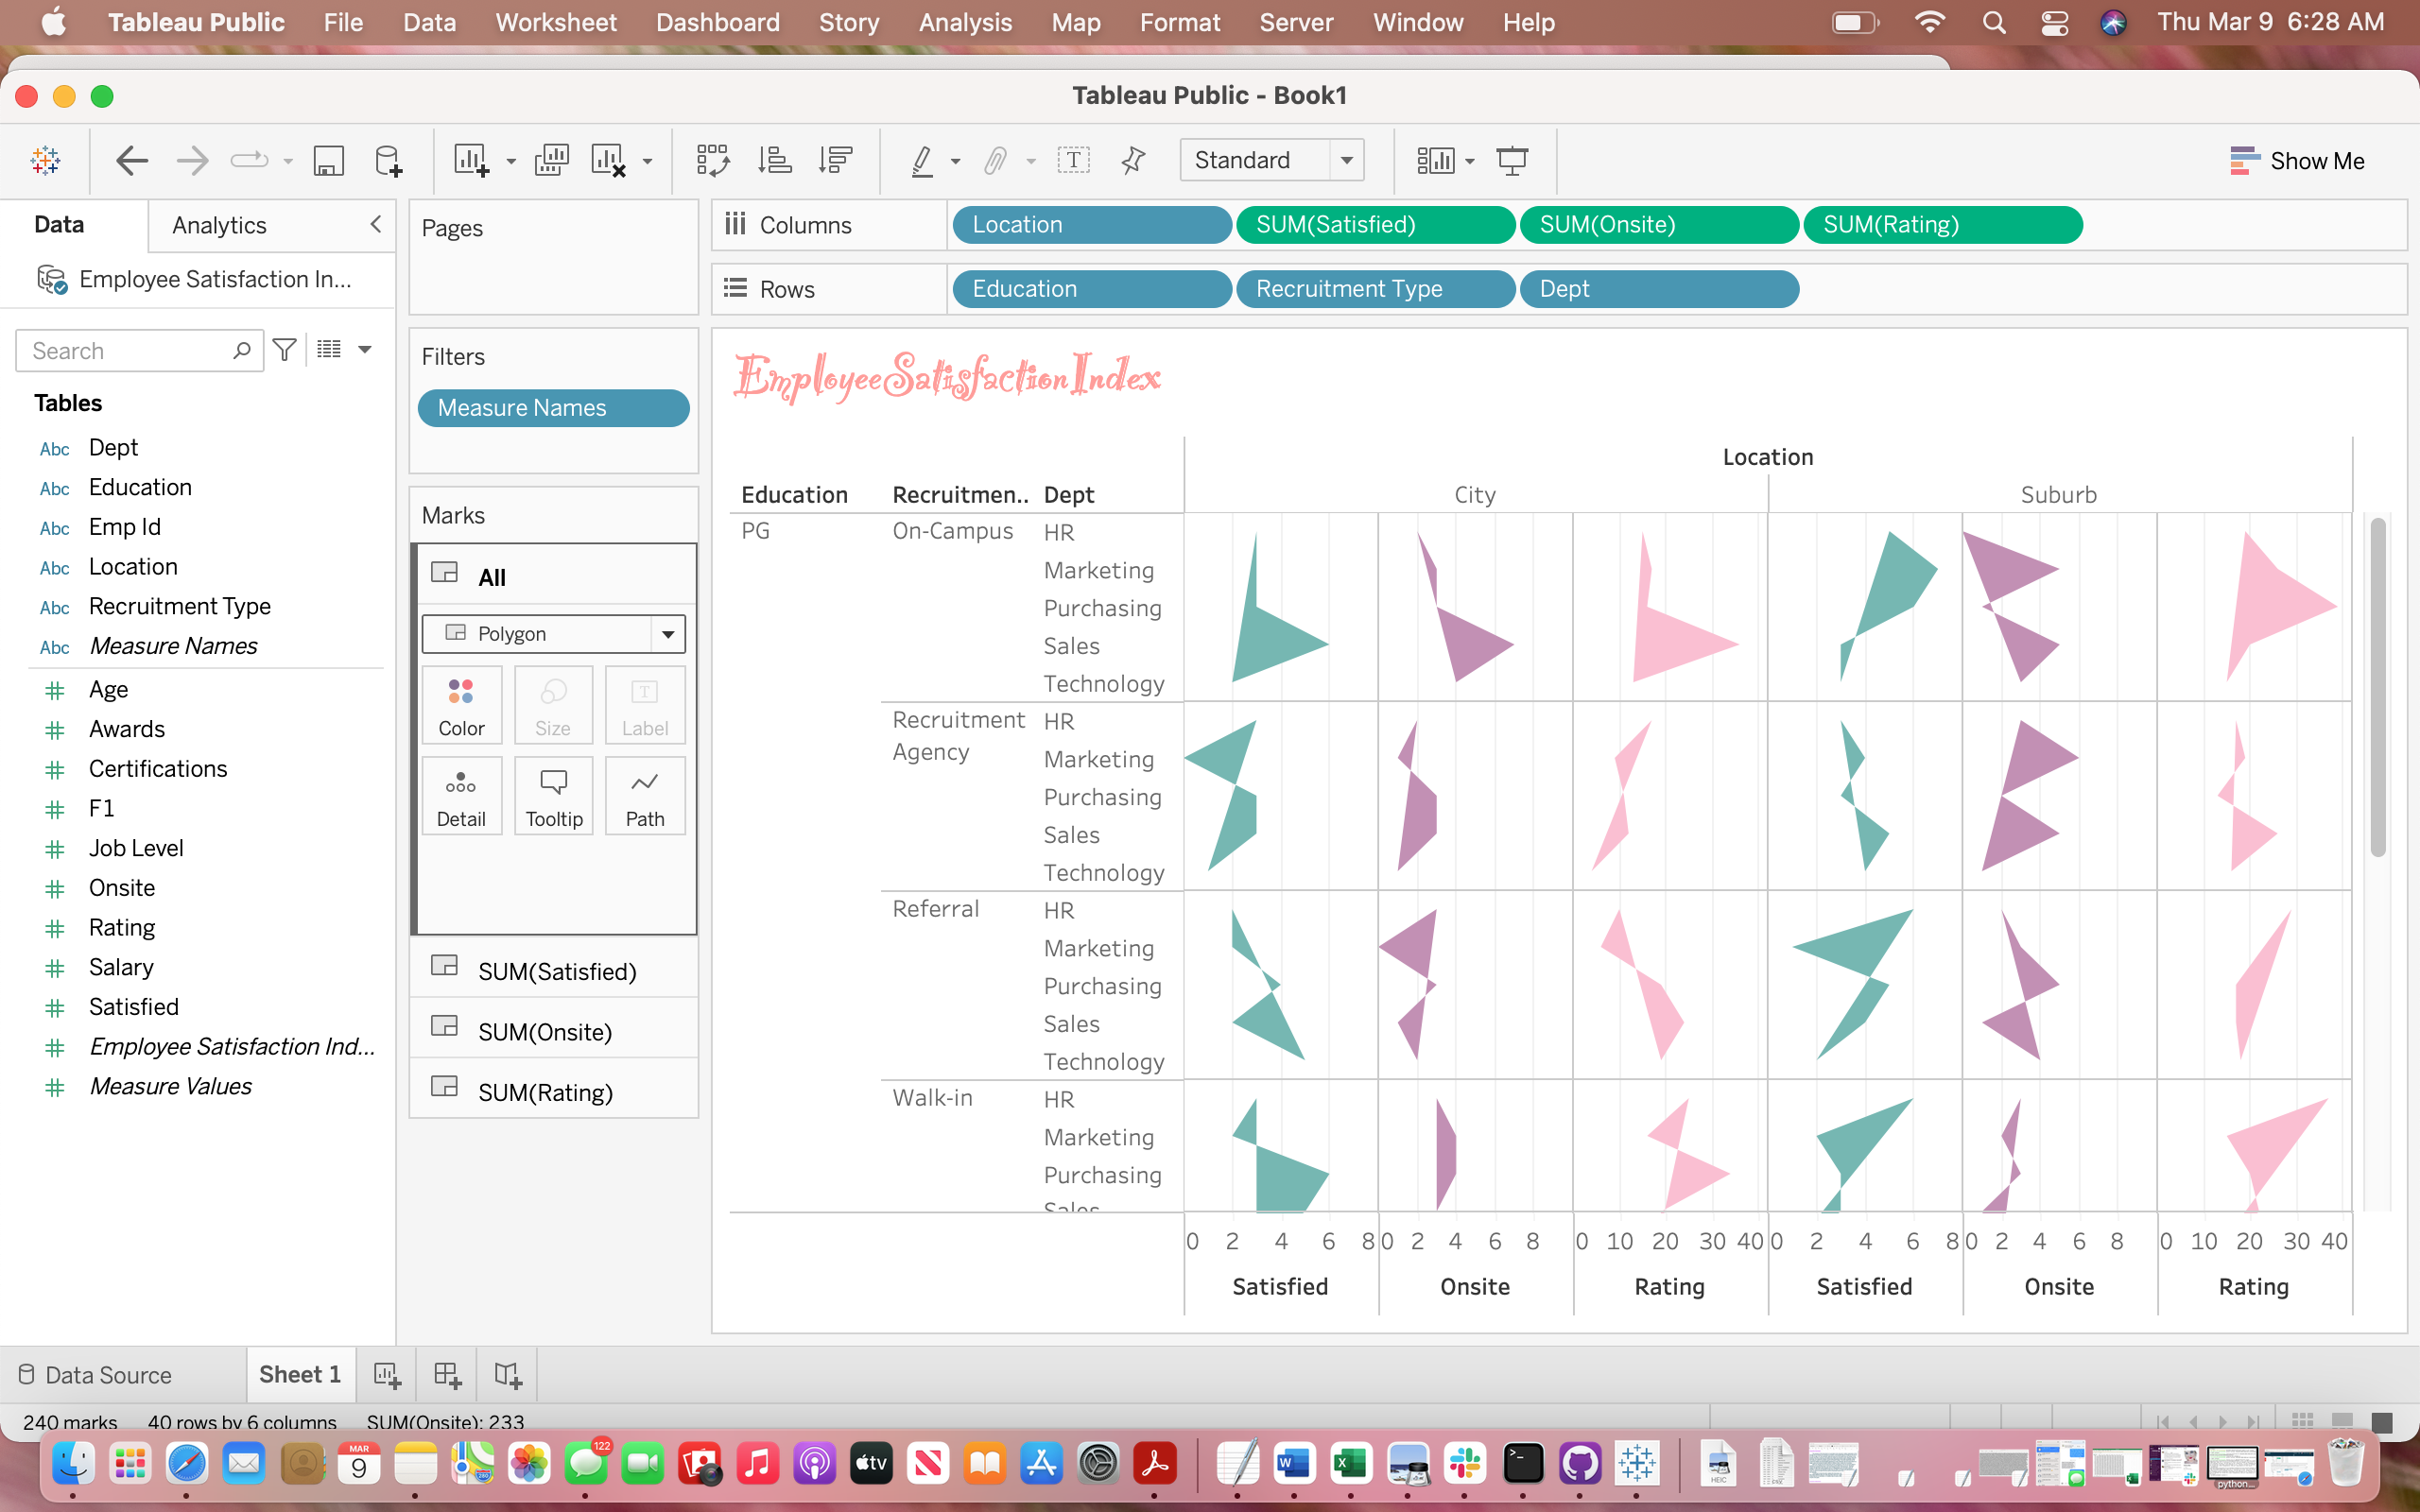 Tableau Public File Data Worksheet Dashboard Story Analysis Map Format Server Window Help Thu Mar 9 6:28 AM
Tableau Public - Book1
Standard Show Me
Data Analytics
Pages
Columns Location SUM(Satisfied) SUM(Onsite) SUM(Rating)
Employee Satisfaction In...
Rows Education Recruitment Type Dept
Search
Filters
Measure Names
EmployeeSatisfactionIndex
Tables
Abc Dept
Abc Education
Abc Emp Id
Abc Location
Abc Recruitment Type
Abc Measure Names
# Age
# Awards
# Certifications
# F1
# Job Level
# Onsite
# Rating
# Salary
# Satisfied
# Employee Satisfaction Ind...
# Measure Values
Marks
All
Polygon
Color Size Label
Detail Tooltip Path
SUM(Satisfied)
SUM(Onsite)
SUM(Rating)
Location
Education Recruitmen.. Dept City Suburb
PG On-Campus HR
Marketing
Purchasing
Sales
Technology
Recruitment Agency HR
Marketing
Purchasing
Sales
Technology
Referral HR
Marketing
Purchasing
Sales
Technology
Walk-in HR
Marketing
Purchasing
Sales
0 2 4 6 8 0 2 4 6 8 0 10 20 30 40 0 2 4 6 8 0 2 4 6 8 0 10 20 30 40
Satisfied Onsite Rating Satisfied Onsite Rating
Data Source Sheet 1
240 marks 40 rows by 6 columns SUM(Onsite): 233
MAR
9
122
tv
W
X
HEIC
python...